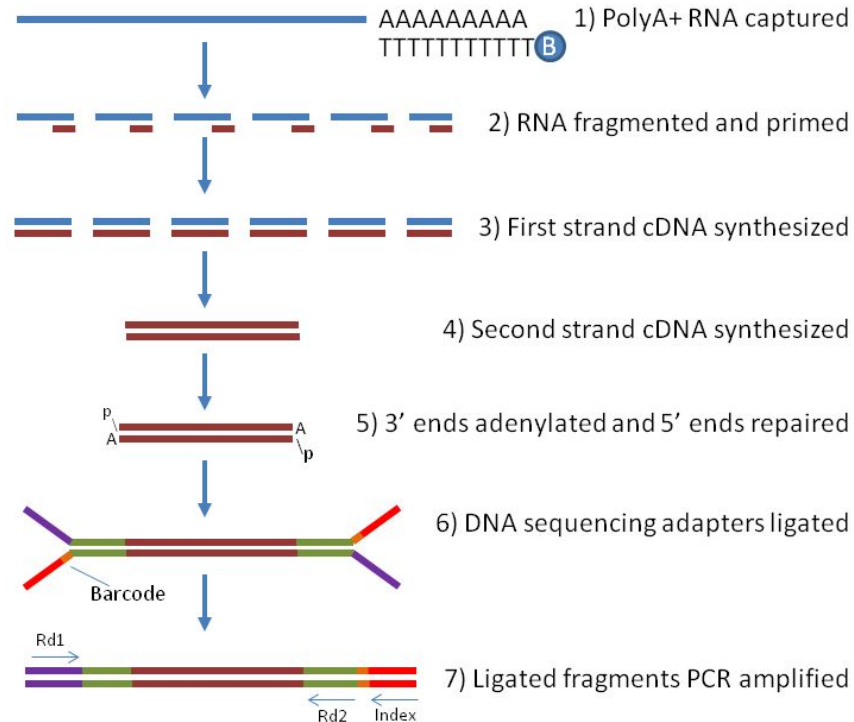 AAAAAAAAA
1) PolyA+ RNA captured
TTTTTTTTTTT B
2) RNA fragmented and primed
3) First strand cDNA synthesized
4) Second strand cDNA synthesized
p
A
5) 3’ ends adenylated and 5’ ends repaired
A
p
6) DNA sequencing adapters ligated
Barcode
Rd1
7) Ligated fragments PCR amplified
Rd2 Index